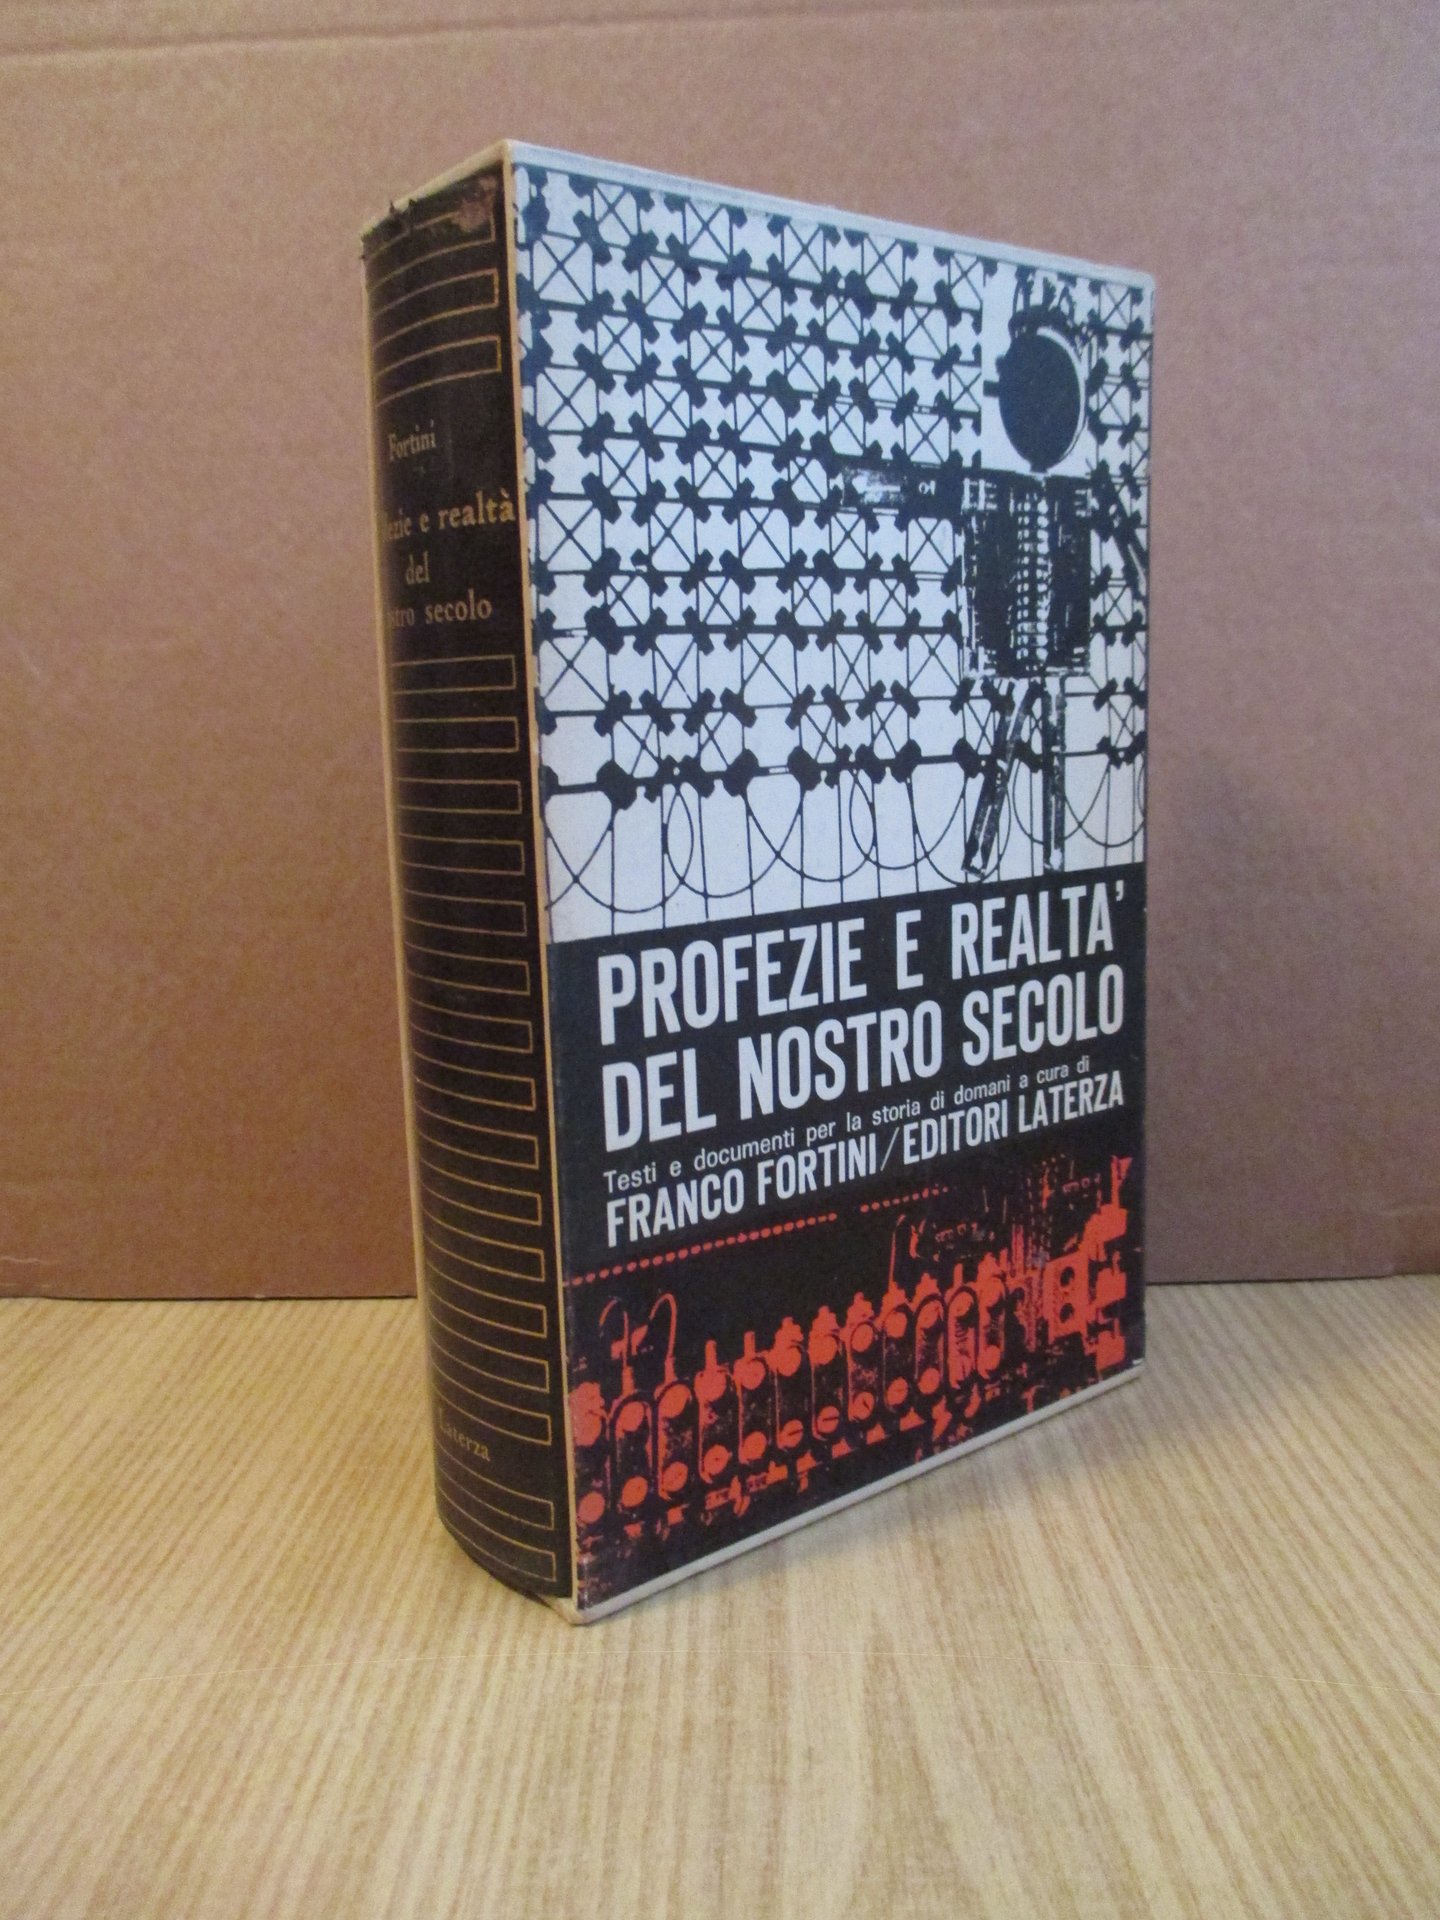 Fortini
e realtà
del
secolo
Laterza
PROFEZIE E REALTA'
DEL NOSTRO SECOLO
Testi e documenti per la storia di domani a cura di
FRANCO FORTINI/EDITORI LATERZA